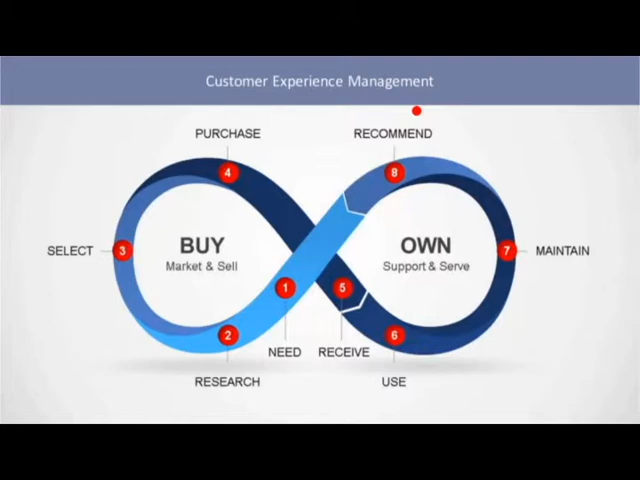 Customer Experience Management
PURCHASE
RECOMMEND
4
8
SELECT
3
BUY
Market & Sell
OWN
Support & Serve
7
MAINTAIN
1
5
2
6
NEED
RECEIVE
RESEARCH
USE